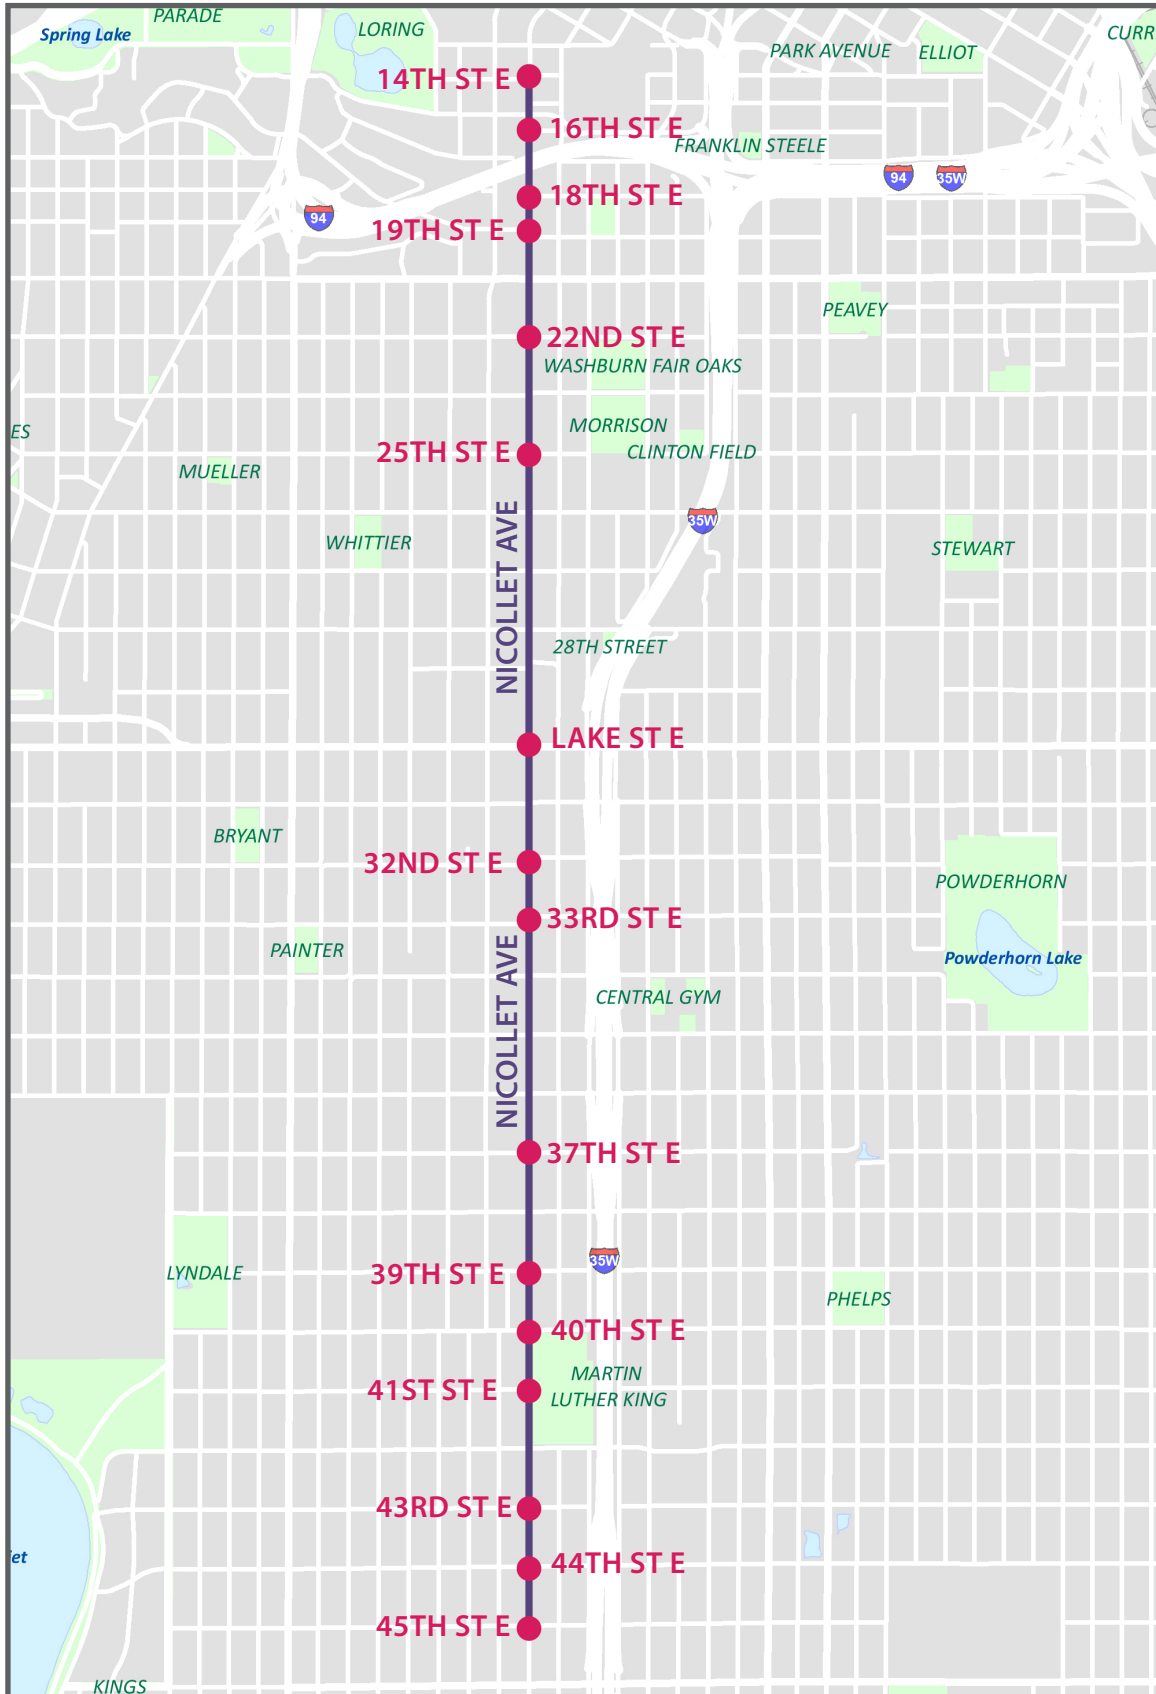 PARADE
LORING
Spring Lake
CURR
PARK AVENUE
ELLIOT
14TH ST E
16TH ST E
FRANKLIN STEELE
94
35W
18TH ST E
94
19TH ST E
PEAVEY
22ND ST E
WASHBURN FAIR OAKS
MORRISON
ES
CLINTON FIELD
25TH ST E
MUELLER
35W
WHITTIER
STEWART
NICOLLET AVE
28TH STREET
LAKE ST E
BRYANT
32ND ST E
POWDERHORN
33RD ST E
PAINTER
Powderhorn Lake
CENTRAL GYM
NICOLLET AVE
37TH ST E
35W
LYNDALE
39TH ST E
PHELPS
40TH ST E
MARTIN
LUTHER KING
41ST ST E
43RD ST E
et
44TH ST E
45TH ST E
KINGS